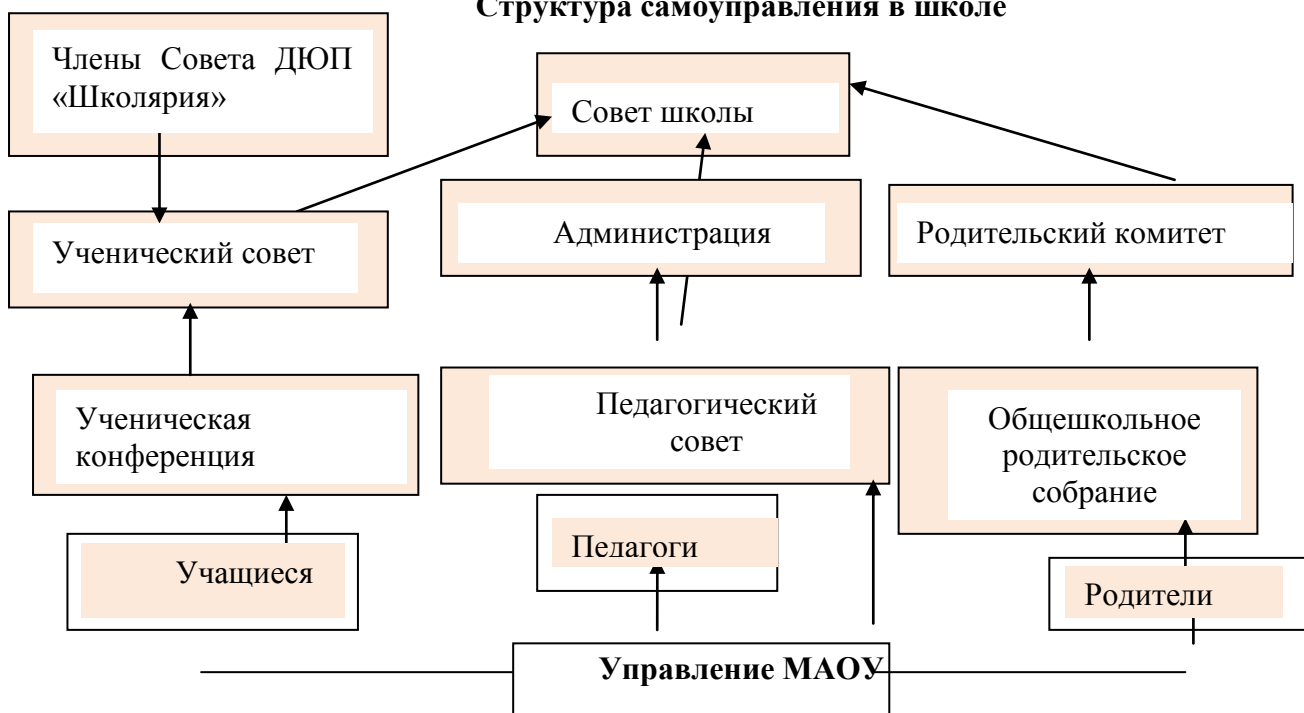 Структура самоуправления в школе
Члены Совета ДЮП
«Школярия»
Совет школы
Ученический совет
Администрация
Родительский комитет
Ученическая
конференция
Педагогический
совет
Общешкольное
родительское
собрание
Учащиеся
Педагоги
Родители
Управление МАОУ